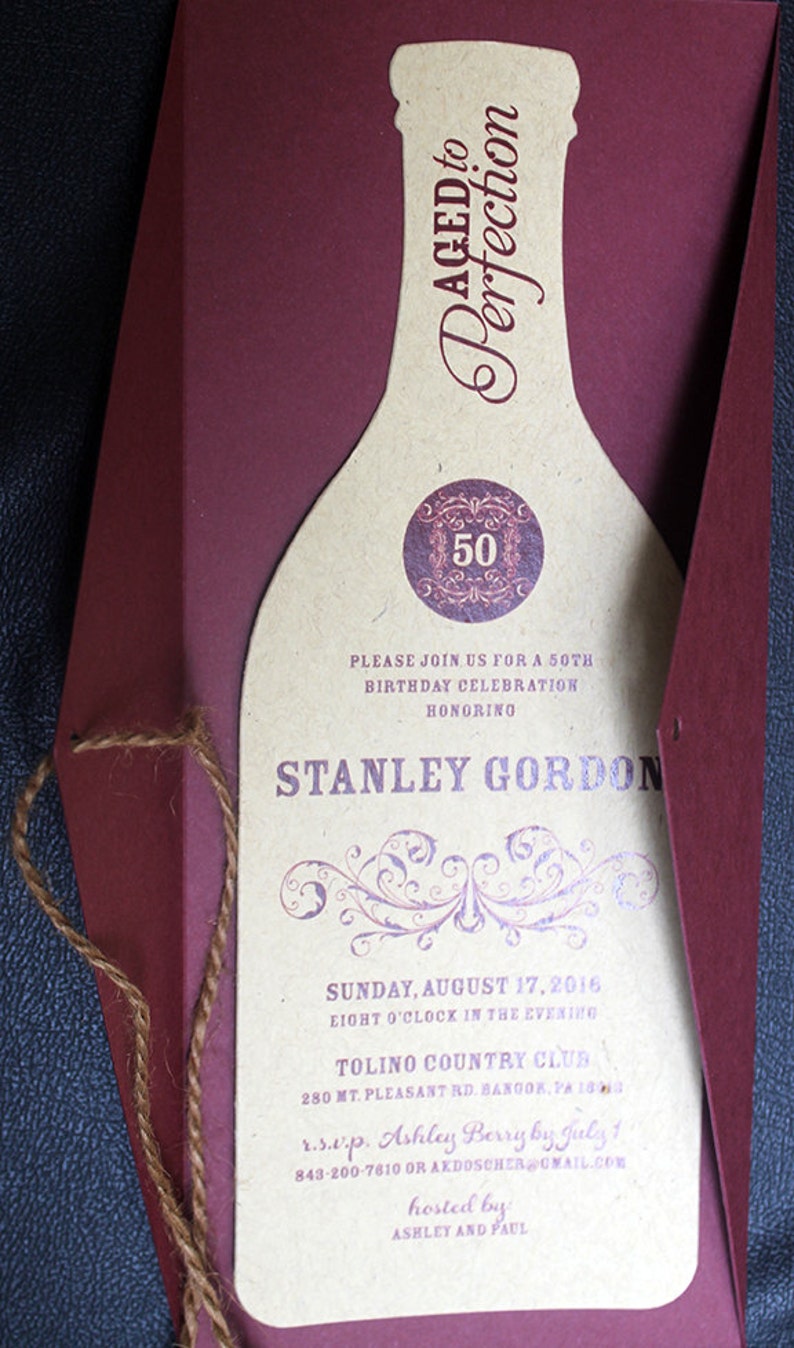 AGED to
Perfection
50
PLEASE JOIN US FOR A 50TH
BIRTHDAY CELEBRATION
HONORING
STANLEY GORDON
SUNDAY, AUGUST 17, 2016
EIGHT O'CLOCK IN THE EVENING
TOLINO COUNTRY CLUB
280 MT. PLEASANT RD. BANGOR, PA
r.s.v.p. Ashley Berry by July 1
843-200-7610 OR AKDOSCHER@GMAIL.COM
hosted by:
ASHLEY AND PAUL